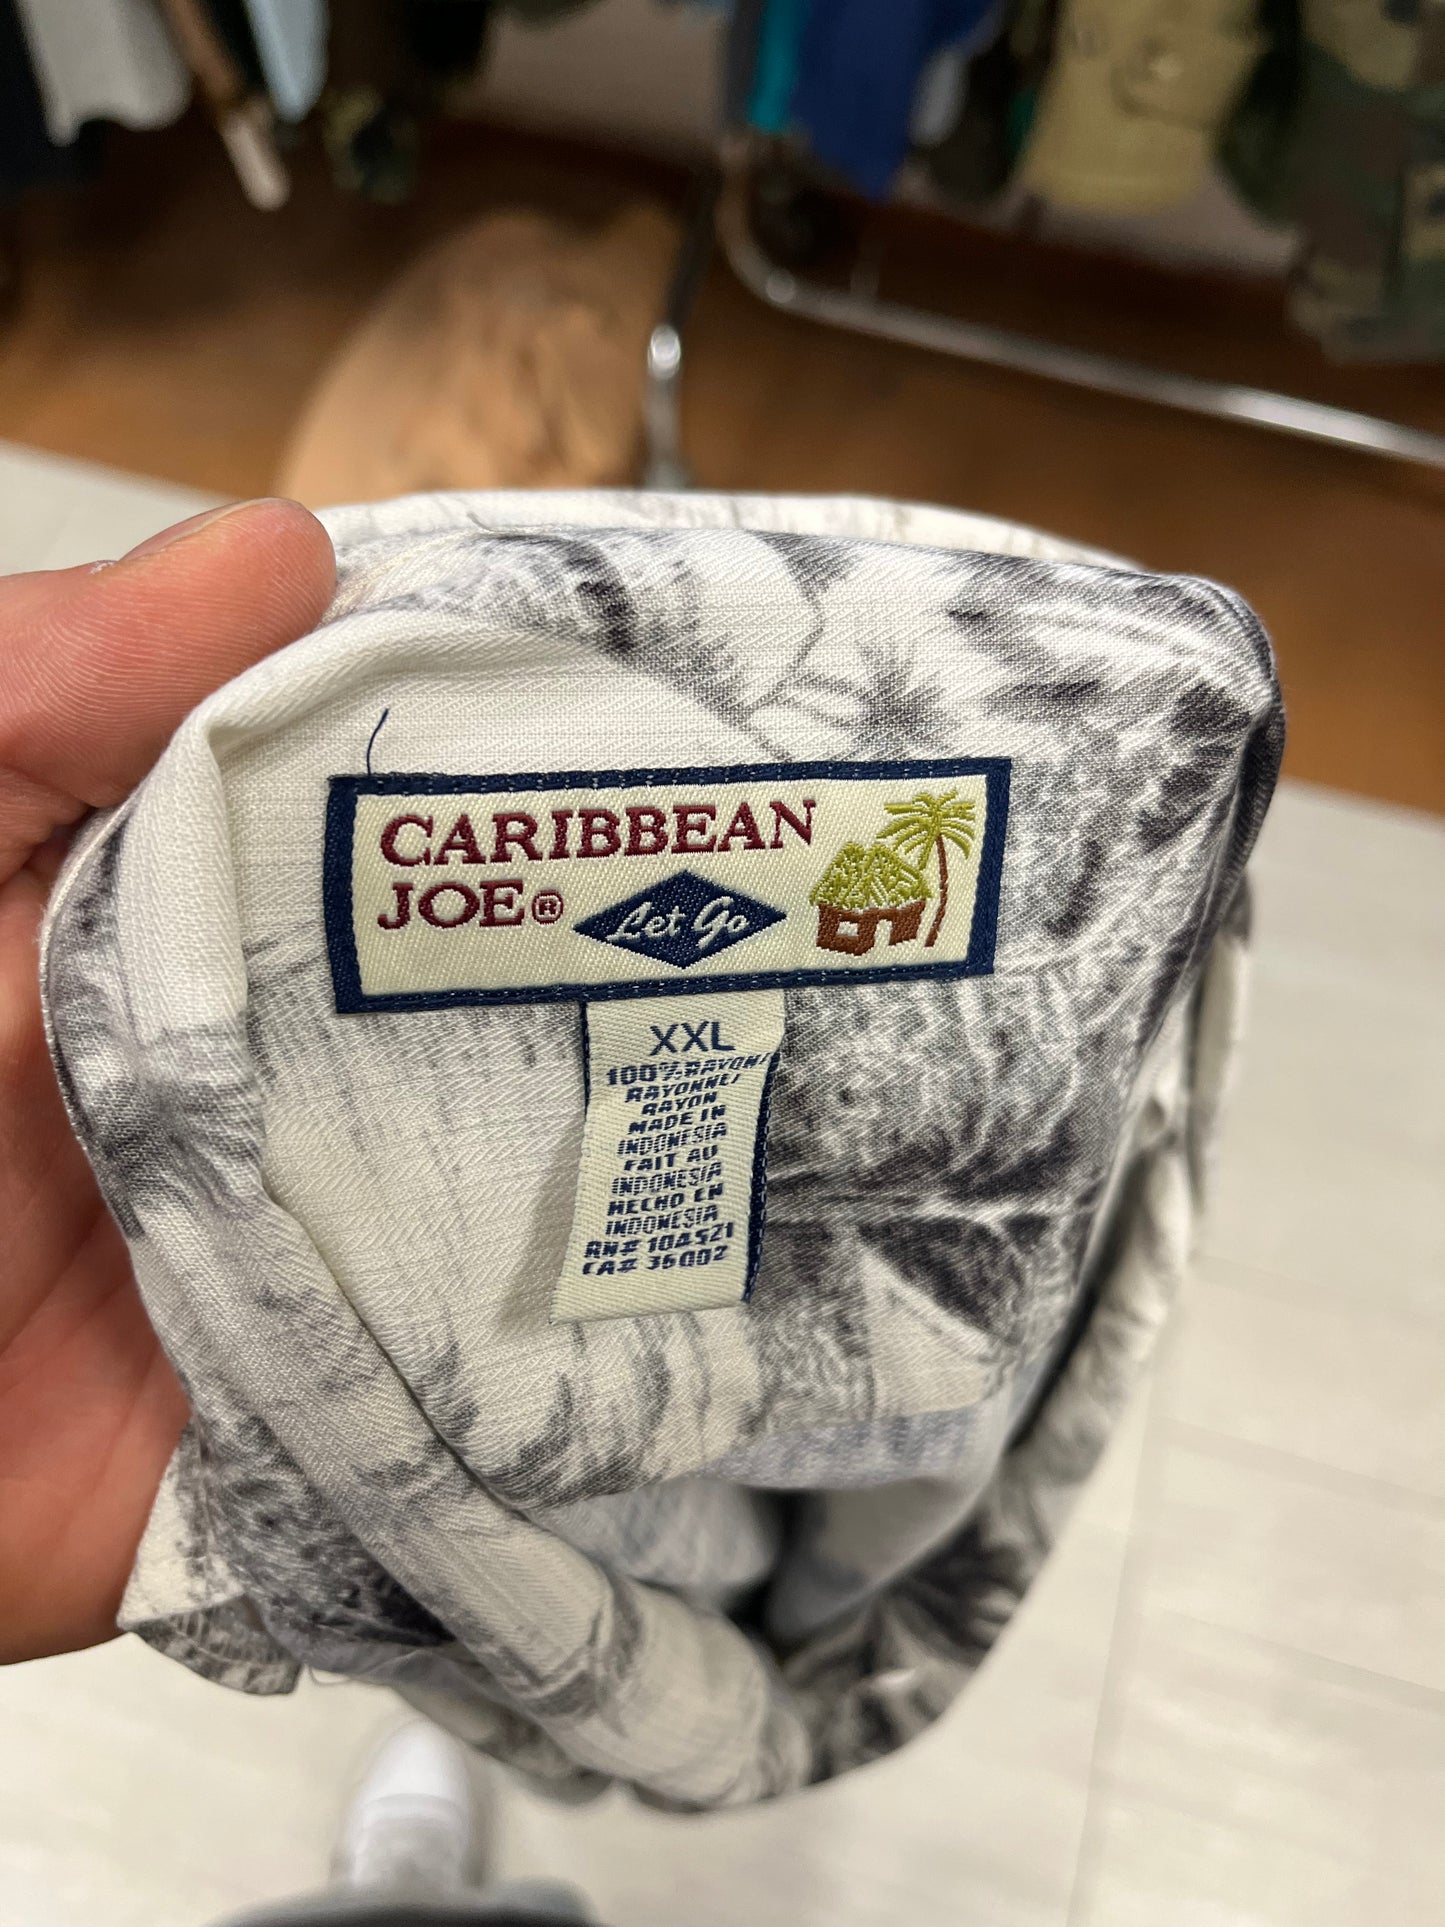 CARIBBEAN
JOE® Let Go
XXL
100% RAYON/
RAYONNE/
RAYON
MADE IN
INDONESIA
FAIT AU
INDONESIA
HECHO EN
INDONESIA
RN# 104521
CA# 36002